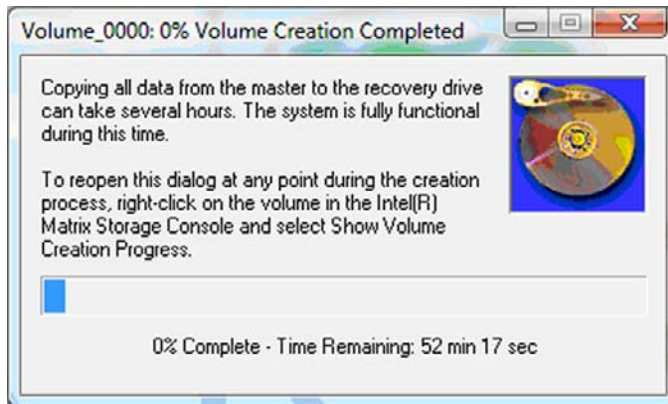 Volume_0000: 0% Volume Creation Completed
Copying all data from the master to the recovery drive
can take several hours. The system is fully functional
during this time.
To reopen this dialog at any point during the creation
process, right-click on the volume in the Intel(R)
Matrix Storage Console and select Show Volume
Creation Progress.
0% Complete - Time Remaining: 52 min 17 sec